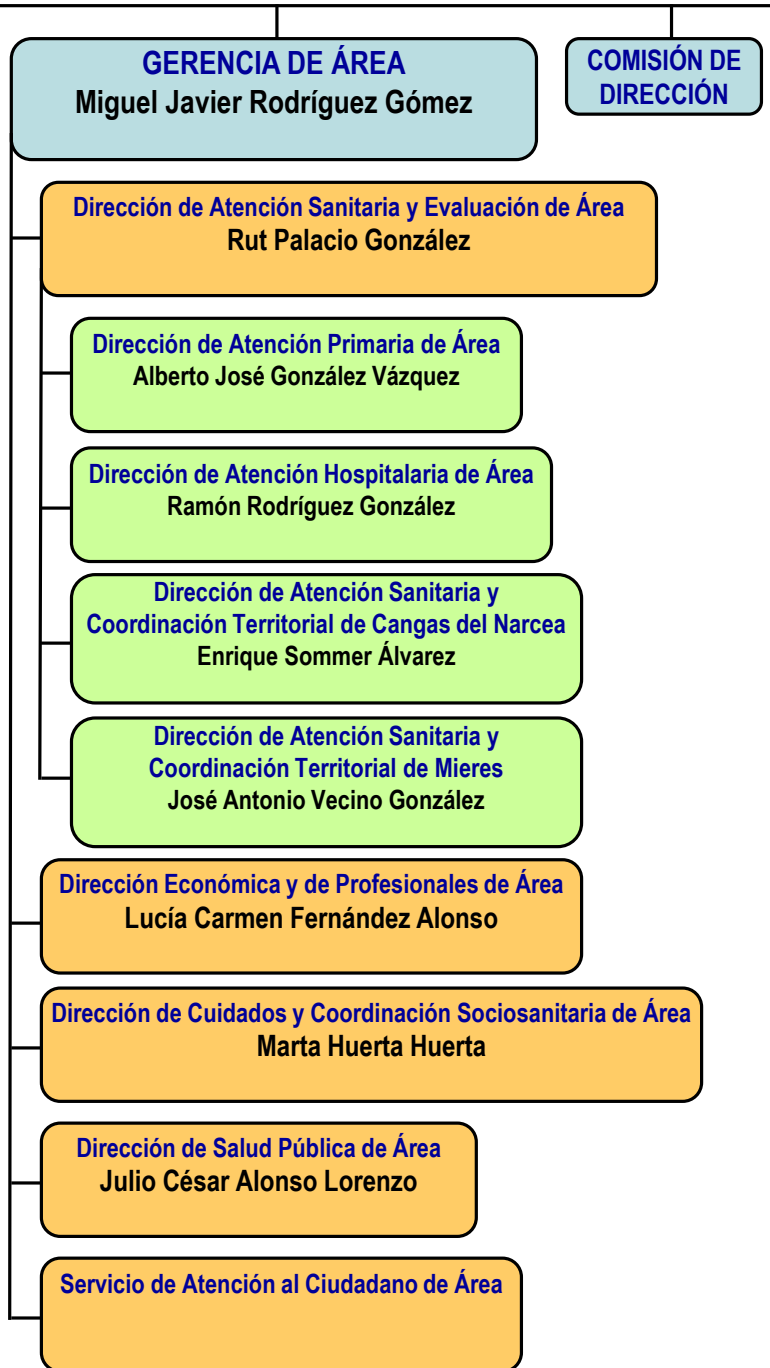 GERENCIA DE ÁREA
Miguel Javier Rodríguez Gómez
COMISIÓN DE
DIRECCIÓN
Dirección de Atención Sanitaria y Evaluación de Área
Rut Palacio González
Dirección de Atención Primaria de Área
Alberto José González Vázquez
Dirección de Atención Hospitalaria de Área
Ramón Rodríguez González
Dirección de Atención Sanitaria y
Coordinación Territorial de Cangas del Narcea
Enrique Sommer Álvarez
Dirección de Atención Sanitaria y
Coordinación Territorial de Mieres
José Antonio Vecino González
Dirección Económica y de Profesionales de Área
Lucía Carmen Fernández Alonso
Dirección de Cuidados y Coordinación Sociosanitaria de Área
Marta Huerta Huerta
Dirección de Salud Pública de Área
Julio César Alonso Lorenzo
Servicio de Atención al Ciudadano de Área